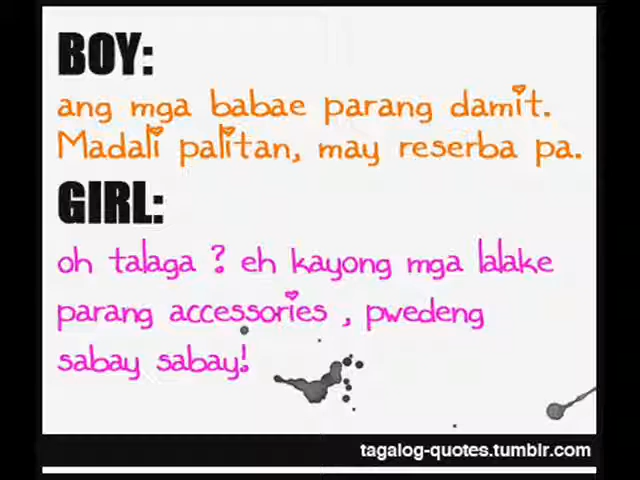 BOY:
ang mga babae parang damit.
Madali palitan, may reserba pa.
GIRL:
oh talaga ? eh kayong mga lalake
parang accessories , pwedeng
sabay sabay!
tagalog-quotes.tumblr.com